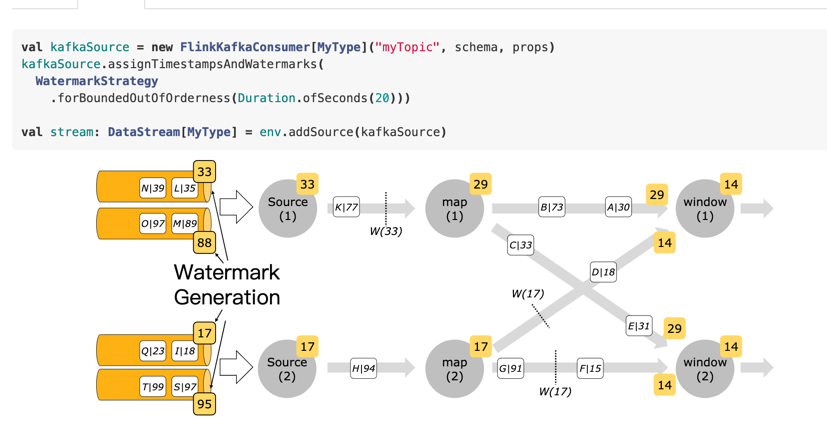 val kafkaSource = new FlinkKafkaConsumer[MyType]("myTopic", schema, props)
kafkaSource.assignTimestampsAndWatermarks(
  WatermarkStrategy
    .forBoundedOutOfOrderness(Duration.ofSeconds(20)))
val stream: DataStream[MyType] = env.addSource(kafkaSource)
33
N|39
L|35
O|97
M|89
88
33
Source
(1)
K|77
W(33)
29
map
(1)
B|73
A|30
29
14
window
(1)
14
C|33
D|18
Watermark
Generation
W(17)
E|31
29
17
Q|23
I|18
T|99
S|97
95
17
Source
(2)
H|94
17
map
(2)
G|91
F|15
W(17)
14
14
window
(2)